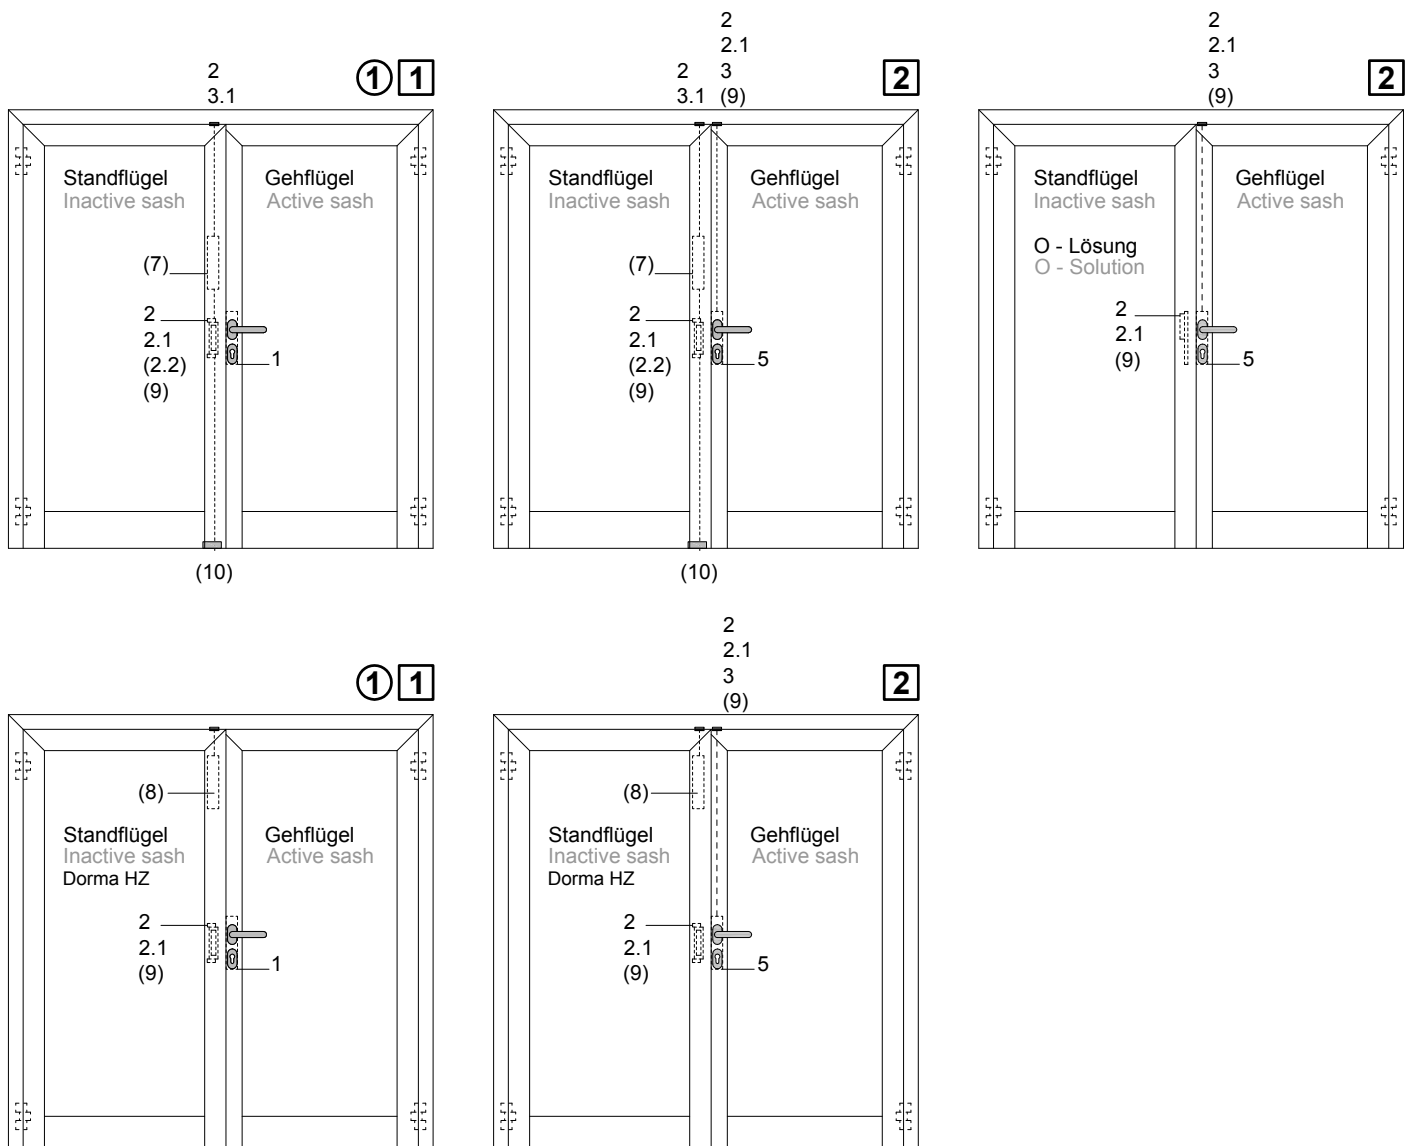 2
3.1
1 1
Standflügel
Inactive sash
Gehflügel
Active sash
(7)
2
2.1
(2.2)
(9)
1
(10)
2
3.1
2
2.1
3
(9)
2
Standflügel
Inactive sash
Gehflügel
Active sash
(7)
2
2.1
(2.2)
(9)
5
(10)
2
2.1
3
(9)
2
Standflügel
Inactive sash
Gehflügel
Active sash
O - Lösung
O - Solution
2
2.1
(9)
5
1 1
(8)
Standflügel
Inactive sash
Dorma HZ
Gehflügel
Active sash
2
2.1
(9)
1
2
2.1
3
(9)
2
(8)
Standflügel
Inactive sash
Dorma HZ
Gehflügel
Active sash
2
2.1
(9)
5